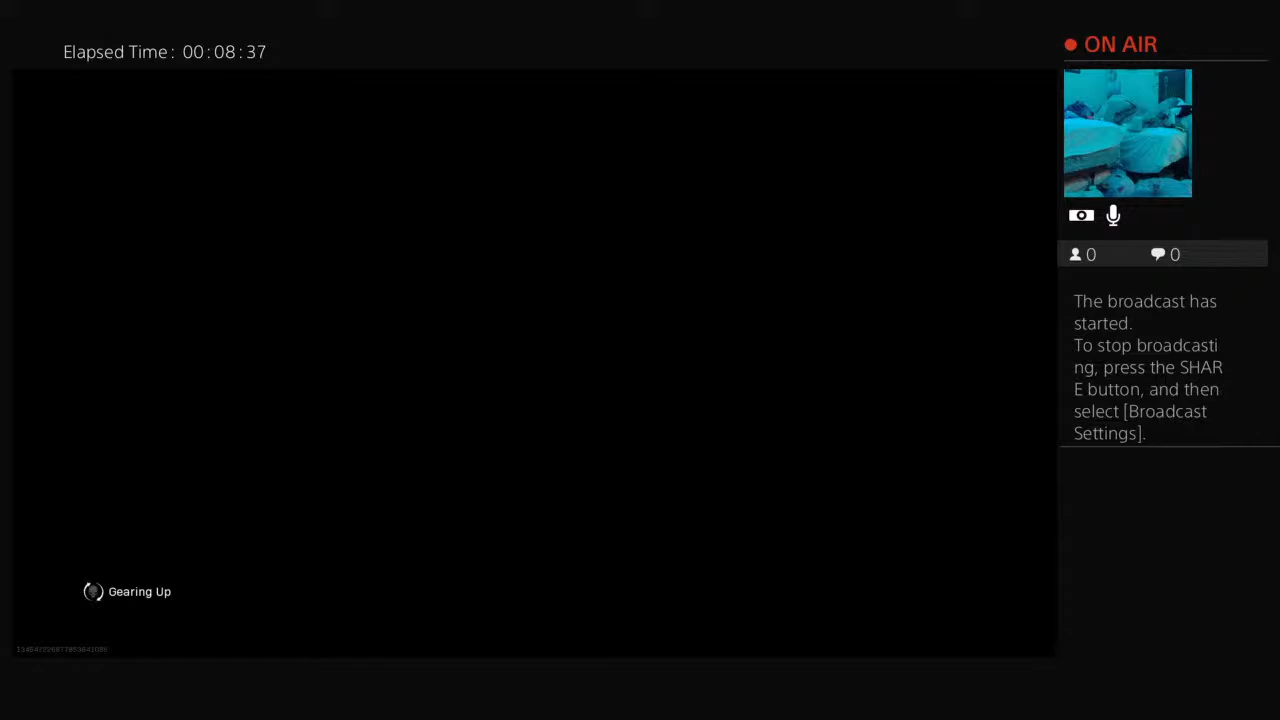 Elapsed Time: 00:08:37
ON AIR
0 0
The broadcast has
started.
To stop broadcasti
ng, press the SHAR
E button, and then
select [Broadcast
Settings].
Gearing Up